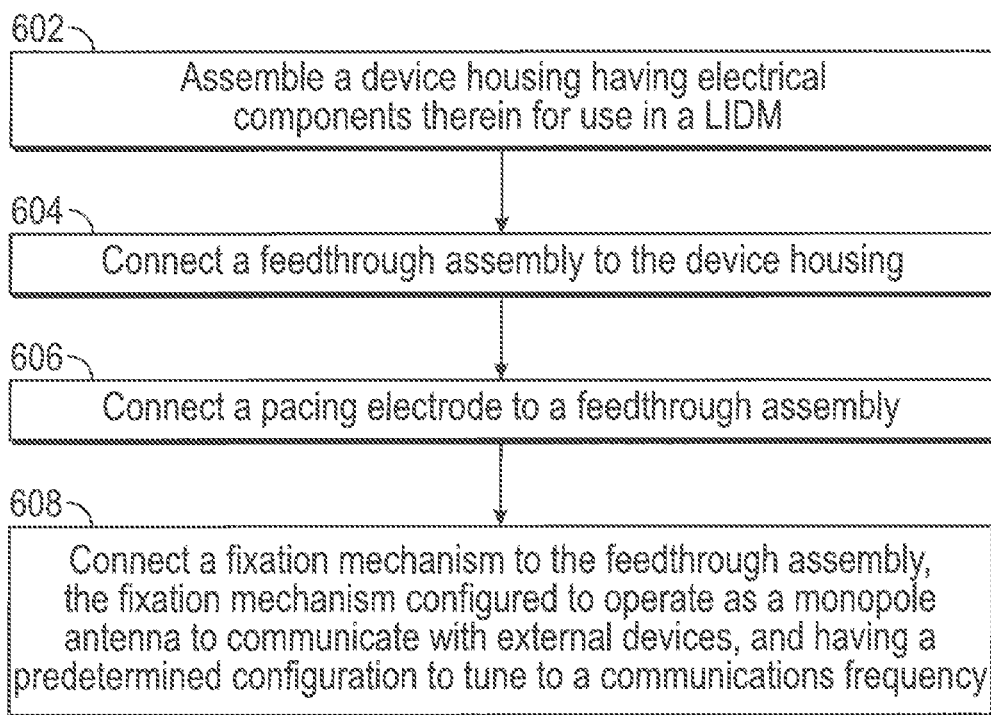 602
Assemble a device housing having electrical
components therein for use in a LIDM
604
Connect a feedthrough assembly to the device housing
606
Connect a pacing electrode to a feedthrough assembly
608
Connect a fixation mechanism to the feedthrough assembly,
the fixation mechanism configured to operate as a monopole
antenna to communicate with external devices, and having a
predetermined configuration to tune to a communications frequency